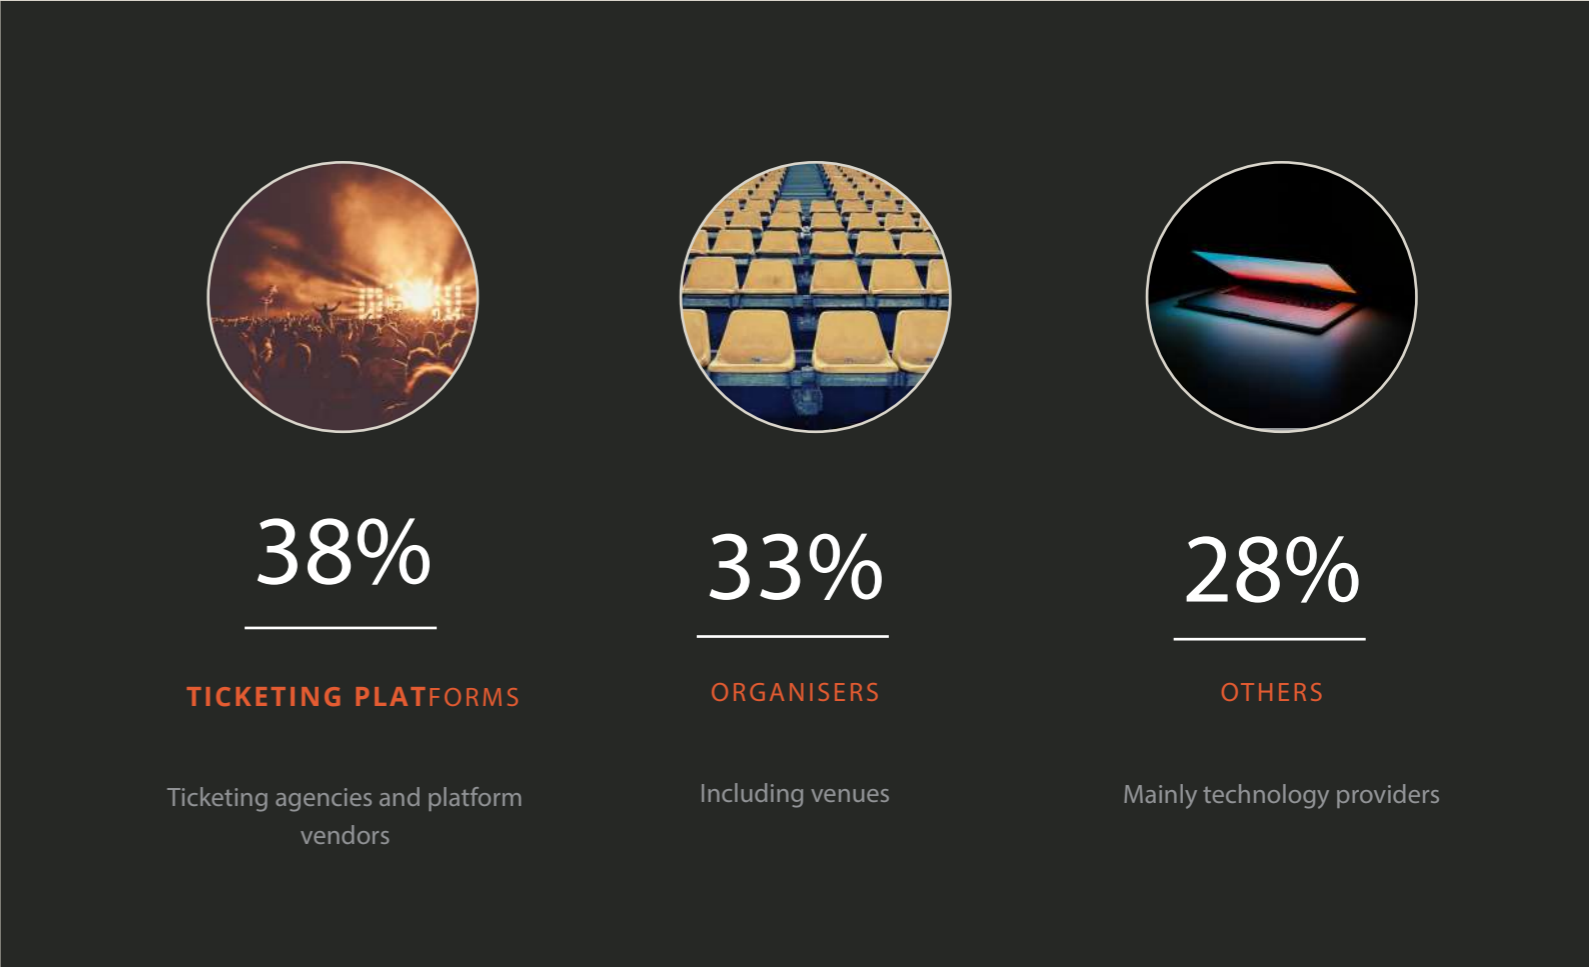 38%
TICKETING PLATFORMS
Ticketing agencies and platform
vendors
33%
ORGANISERS
Including venues
28%
OTHERS
Mainly technology providers